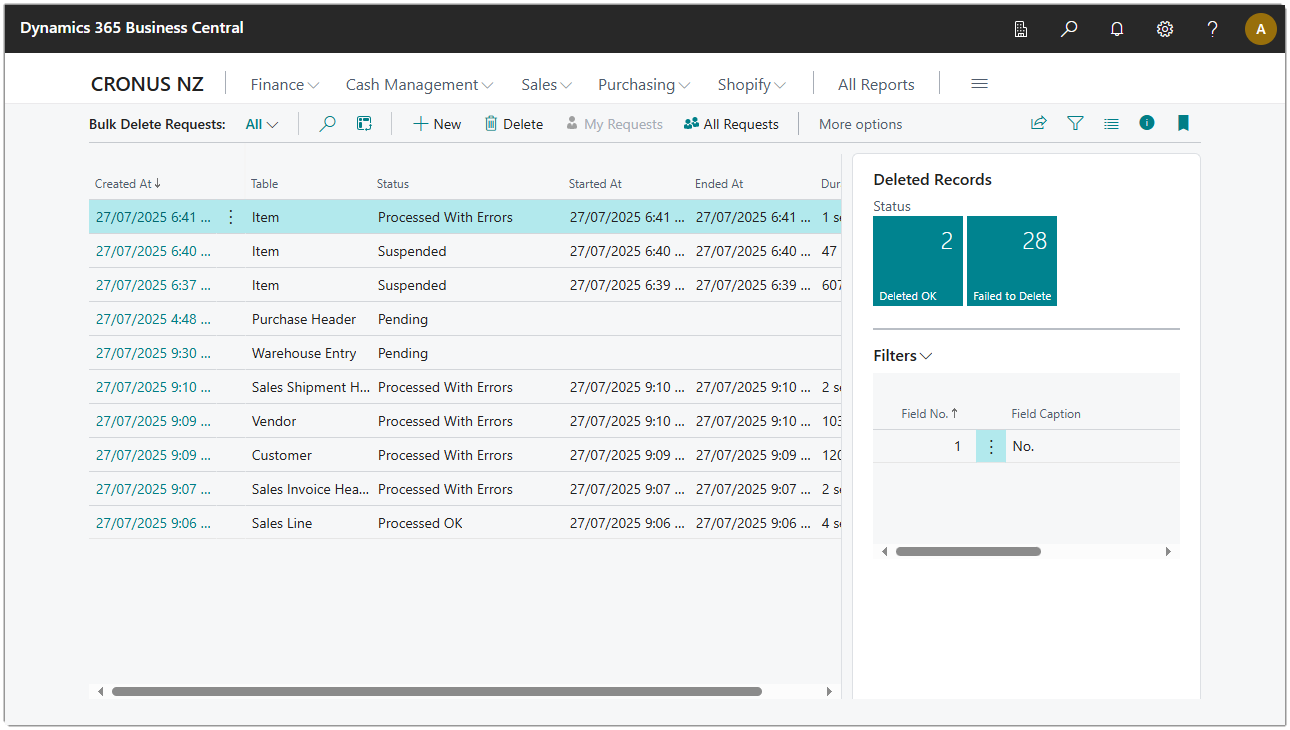 Dynamics 365 Business Central
A
CRONUS NZ Finance Cash Management Sales Purchasing Shopify All Reports
Bulk Delete Requests: All New Delete My Requests All Requests More options
Created At Table Status Started At Ended At Dur
27/07/2025 6:41 ... Item Processed With Errors 27/07/2025 6:41 ... 27/07/2025 6:41 ... 1 se
27/07/2025 6:40 ... Item Suspended 27/07/2025 6:40 ... 27/07/2025 6:40 ... 47
27/07/2025 6:37 ... Item Suspended 27/07/2025 6:39 ... 27/07/2025 6:39 ... 607
27/07/2025 4:48 ... Purchase Header Pending
27/07/2025 9:30 ... Warehouse Entry Pending
27/07/2025 9:10 ... Sales Shipment H... Processed With Errors 27/07/2025 9:10 ... 27/07/2025 9:10 ... 2 se
27/07/2025 9:09 ... Vendor Processed With Errors 27/07/2025 9:10 ... 27/07/2025 9:10 ... 103
27/07/2025 9:09 ... Customer Processed With Errors 27/07/2025 9:09 ... 27/07/2025 9:09 ... 120
27/07/2025 9:07 ... Sales Invoice Hea... Processed With Errors 27/07/2025 9:07 ... 27/07/2025 9:07 ... 2 se
27/07/2025 9:06 ... Sales Line Processed OK 27/07/2025 9:06 ... 27/07/2025 9:06 ... 4 se
Deleted Records
Status
2 28
Deleted OK Failed to Delete
Filters
Field No. Field Caption
1 No.